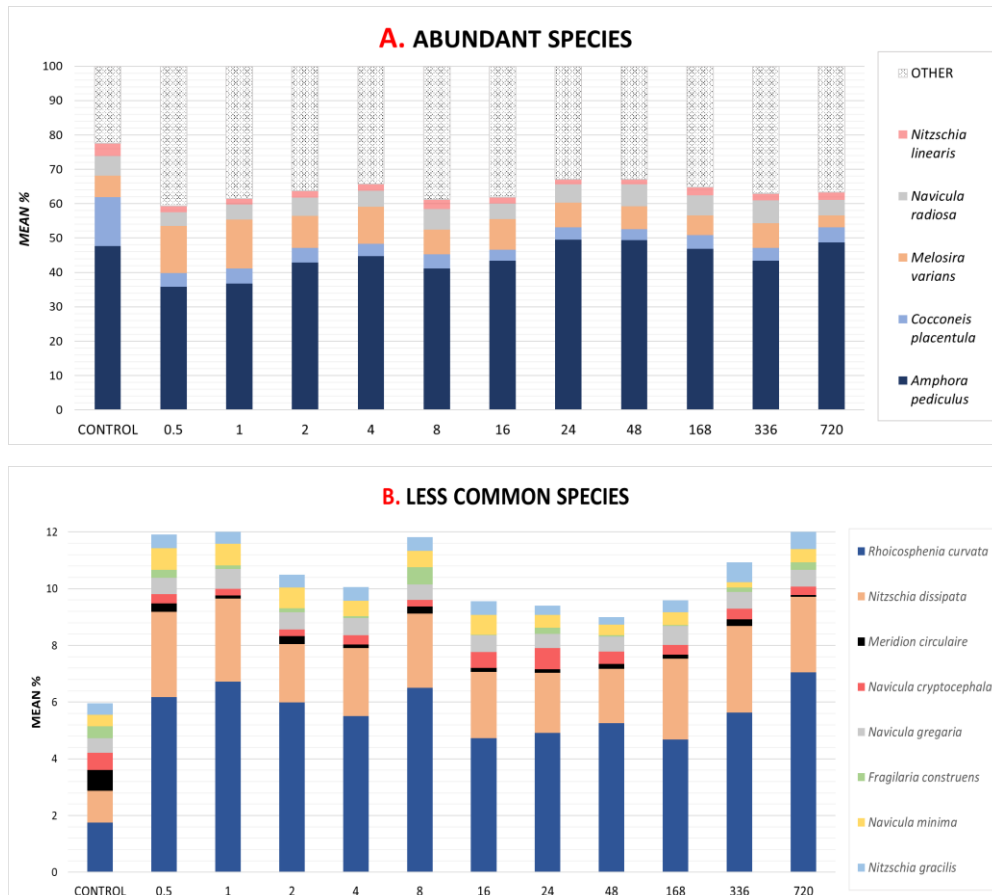 A. ABUNDANT SPECIES
MEAN %
100
90
80
70
60
50
40
30
20
10
0
CONTROL 0.5 1 2 4 8 16 24 48 168 336 720
OTHER
Nitzschia
linearis
Navicula
radiosa
Melosira
varians
Cocconeis
placentula
Amphora
pediculus
B. LESS COMMON SPECIES
MEAN %
12
10
8
6
4
2
0
CONTROL 0.5 1 2 4 8 16 24 48 168 336 720
Rhoicosphenia curvata
Nitzschia dissipata
Meridion circulaire
Navicula cryptocephala
Navicula gregaria
Fragilaria construens
Navicula minima
Nitzschia gracilis